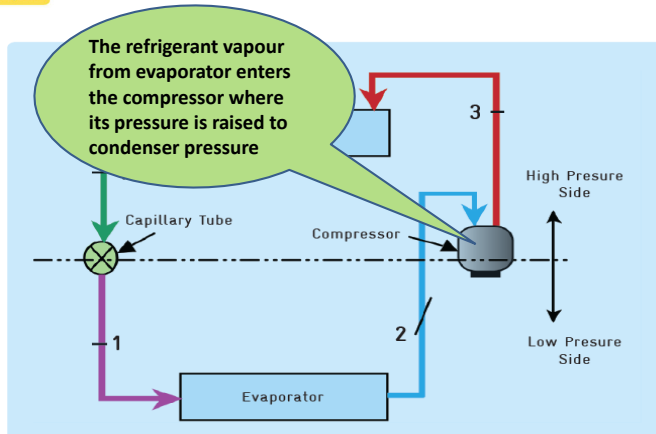 The refrigerant vapour
from evaporator enters
the compressor where
its pressure is raised to
condenser pressure
3
High Presure
Side
Capillary Tube
Compressor
1
2
Low Presure
Side
Evaporator